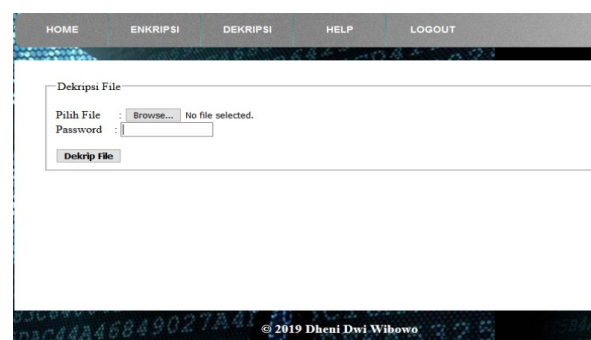 HOME ENKRIPSI DEKRIPSI HELP LOGOUT
Dekripsi File
Pilih File : Browse... No file selected.
Password :
Dekrip File
© 2019 Dheni Dwi Wibowo